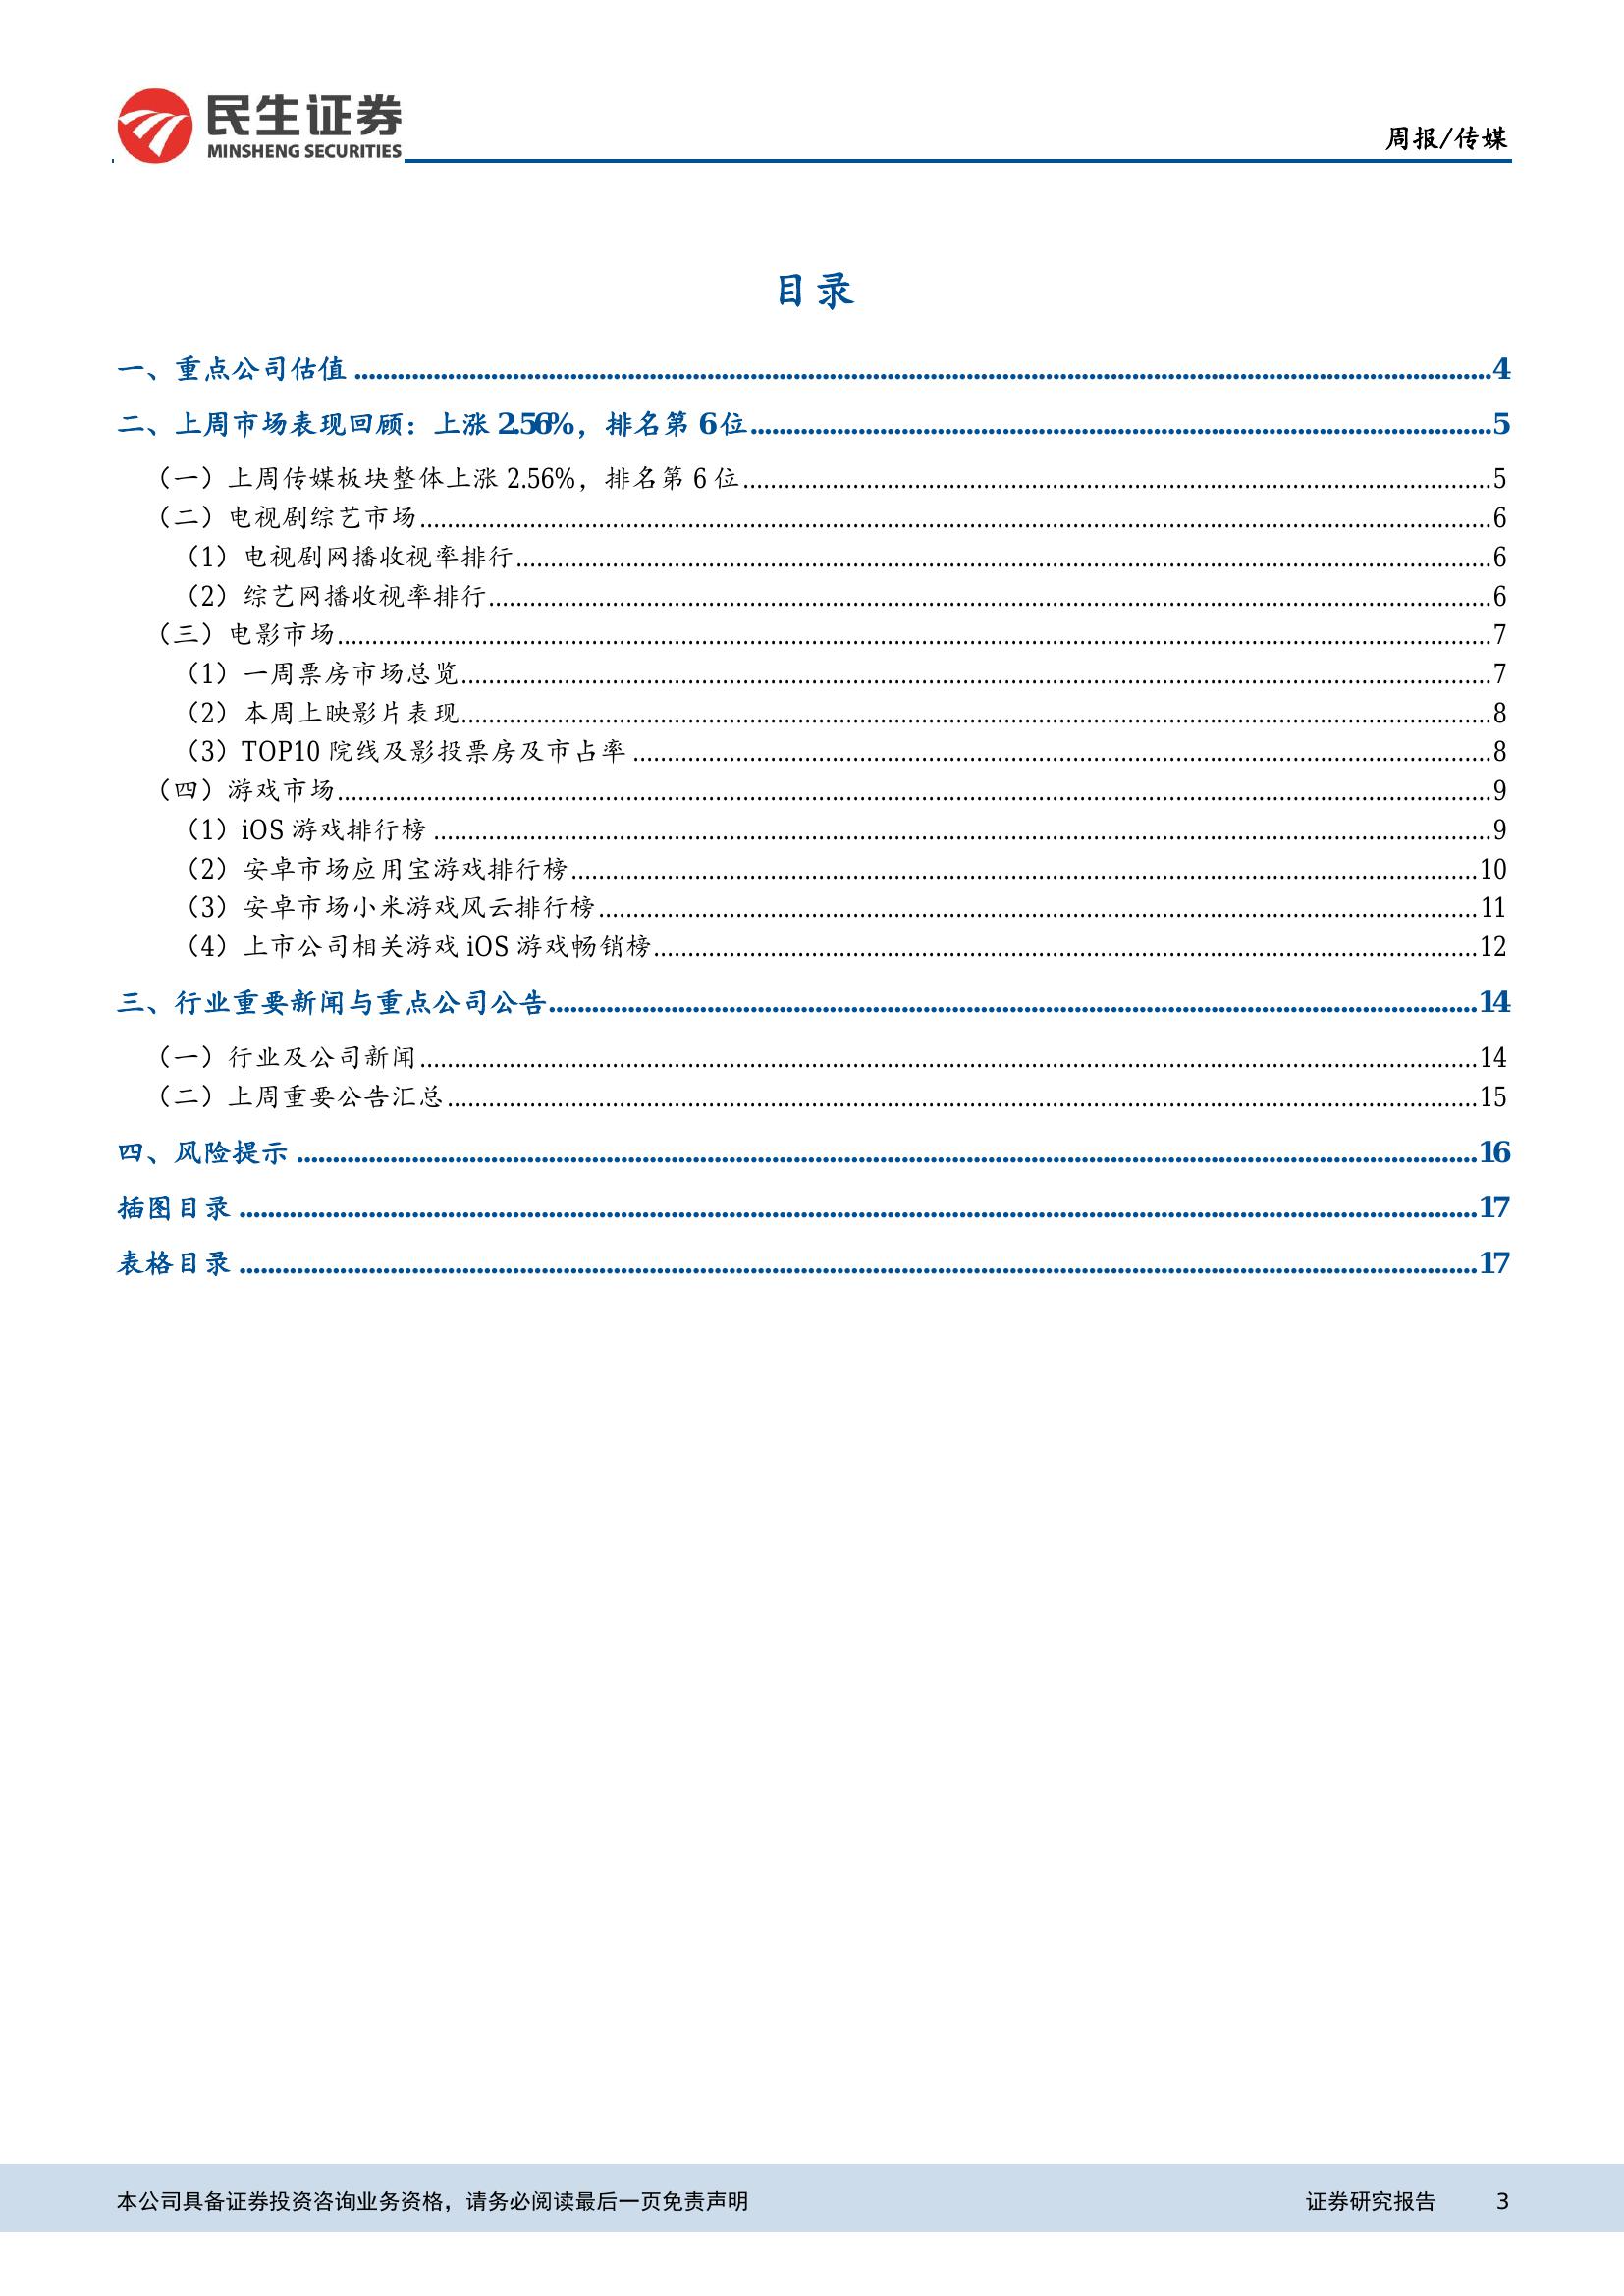 民生证券
MINSHENG SECURITIES
周报/传媒
目录
一、重点公司估值 ........ 4
二、上周市场表现回顾：上涨 2.56%，排名第 6 位 ........ 5
（一）上周传媒板块整体上涨 2.56%，排名第 6 位 ........ 5
（二）电视剧综艺市场 ........ 6
（1）电视剧网播收视率排行 ........ 6
（2）综艺网播收视率排行 ........ 6
（三）电影市场 ........ 7
（1）一周票房市场总览 ........ 7
（2）本周上映影片表现 ........ 8
（3）TOP10 院线及影投票房及市占率 ........ 8
（四）游戏市场 ........ 9
（1）iOS 游戏排行榜 ........ 9
（2）安卓市场应用宝游戏排行榜 ........ 10
（3）安卓市场小米游戏风云排行榜 ........ 11
（4）上市公司相关游戏 iOS 游戏畅销榜 ........ 12
三、行业重要新闻与重点公司公告 ........ 14
（一）行业及公司新闻 ........ 14
（二）上周重要公告汇总 ........ 15
四、风险提示 ........ 16
插图目录 ........ 17
表格目录 ........ 17
本公司具备证券投资咨询业务资格，请务必阅读最后一页免责声明 证券研究报告 3